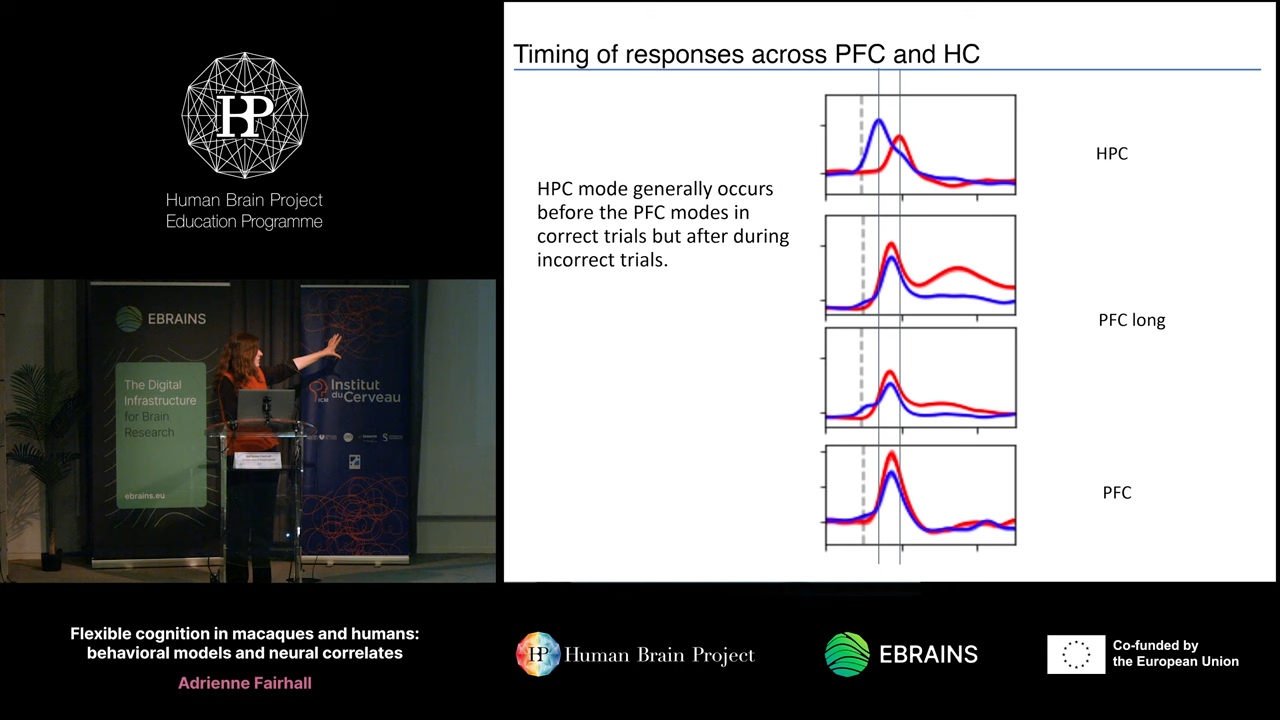 HP
Human Brain Project
Education Programme
Timing of responses across PFC and HC
HPC mode generally occurs
before the PFC modes in
correct trials but after during
incorrect trials.
HPC
PFC long
PFC
EBRAINS
The Digital
Infrastructure
for Brain
Research
ebrains.eu
Institut
du Cerveau
ICM
Flexible cognition in macaques and humans:
behavioral models and neural correlates
Adrienne Fairhall
HP Human Brain Project
EBRAINS
Co-funded by
the European Union